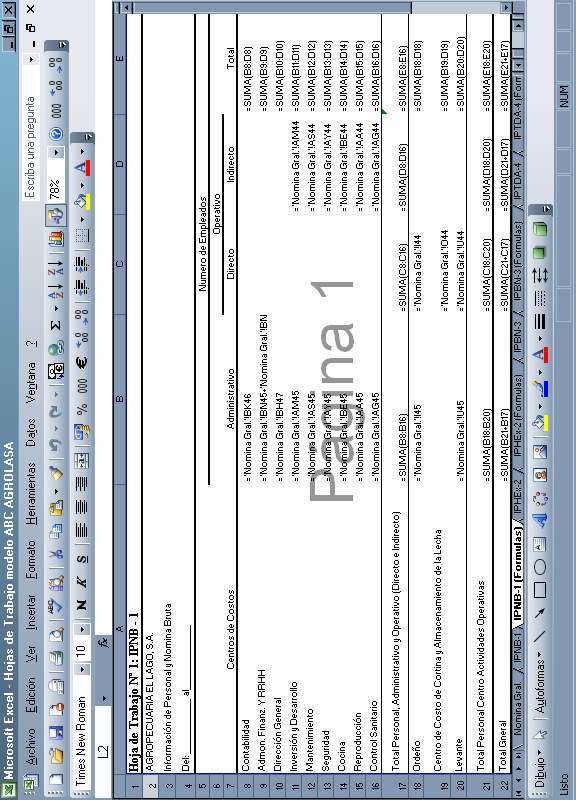 Microsoft Excel - Hojas de Trabajo modelo ABC AGROLASA
Archivo Edición Ver Insertar Formato Herramientas Datos Ventana ?
Escriba una pregunta
78%
Times New Roman 10 N K S % 000 €
L2 fx
A B C D E
1 Hoja de Trabajo N° 1: IPNB - 1
2 AGROPECUARIA EL LAGO, S.A.
3 Información de Personal y Nomina Bruta
4 Del:____al____
5 Numero de Empleados
6 Operativo
7 Centros de Costos Administrativo Directo Indirecto Total
8 Contabilidad ='Nomina Gral.'!BK46 =SUMA(B8:D8)
9 Admon. Finanz. Y RRHH ='Nomina Gral.'!BK45+'Nomina Gral.'!BN =SUMA(B9:D9)
10 Dirección General ='Nomina Gral.'!BH47 =SUMA(B10:D10)
11 Inversión y Desarrollo ='Nomina Gral.'!AM45 ='Nomina Gral.'!AM44 =SUMA(B11:D11)
12 Mantenimiento ='Nomina Gral.'!AS45 ='Nomina Gral.'!AS44 =SUMA(B12:D12)
13 Seguridad ='Nomina Gral.'!AY45 ='Nomina Gral.'!AY44 =SUMA(B13:D13)
14 Cocina ='Nomina Gral.'!BE45 ='Nomina Gral.'!BE44 =SUMA(B14:D14)
15 Reproducción ='Nomina Gral.'!AA45 ='Nomina Gral.'!AA44 =SUMA(B15:D15)
16 Control Sanitario ='Nomina Gral.'!AG45 ='Nomina Gral.'!AG44 =SUMA(B16:D16)
17 Total Personal, Administrativo y Operativo (Directo e Indirecto) =SUMA(B8:B16) =SUMA(C8:C16) =SUMA(D8:D16) =SUMA(E8:E16)
18 Ordeño ='Nomina Gral.'!I45 ='Nomina Gral.'!I44 =SUMA(B18:D18)
19 Centro de Costo de Cortina y Almacenamiento de la Lecha ='Nomina Gral.'!O44 =SUMA(B19:D19)
20 Levante ='Nomina Gral.'!U45 ='Nomina Gral.'!U44 =SUMA(B20:D20)
21 Total Personal Centro Actividades Operativas =SUMA(B18:B20) =SUMA(C18:C20) =SUMA(D18:D20) =SUMA(E18:E20)
22 Total Gneral =SUMA(B21+B17) =SUMA(C21+C17) =SUMA(D21+D17) =SUMA(E21+E17)
Página 1
Nomina Gral. IPNB-1 IPNB-1 (Formulas) IPHEx-2 IPHEx-2 (Formulas) IPBN-3 IPBN-3 (Formulas) IPTDA-4 IPTDA-4 (Form
Dibujo Autoformas
Listo NUM